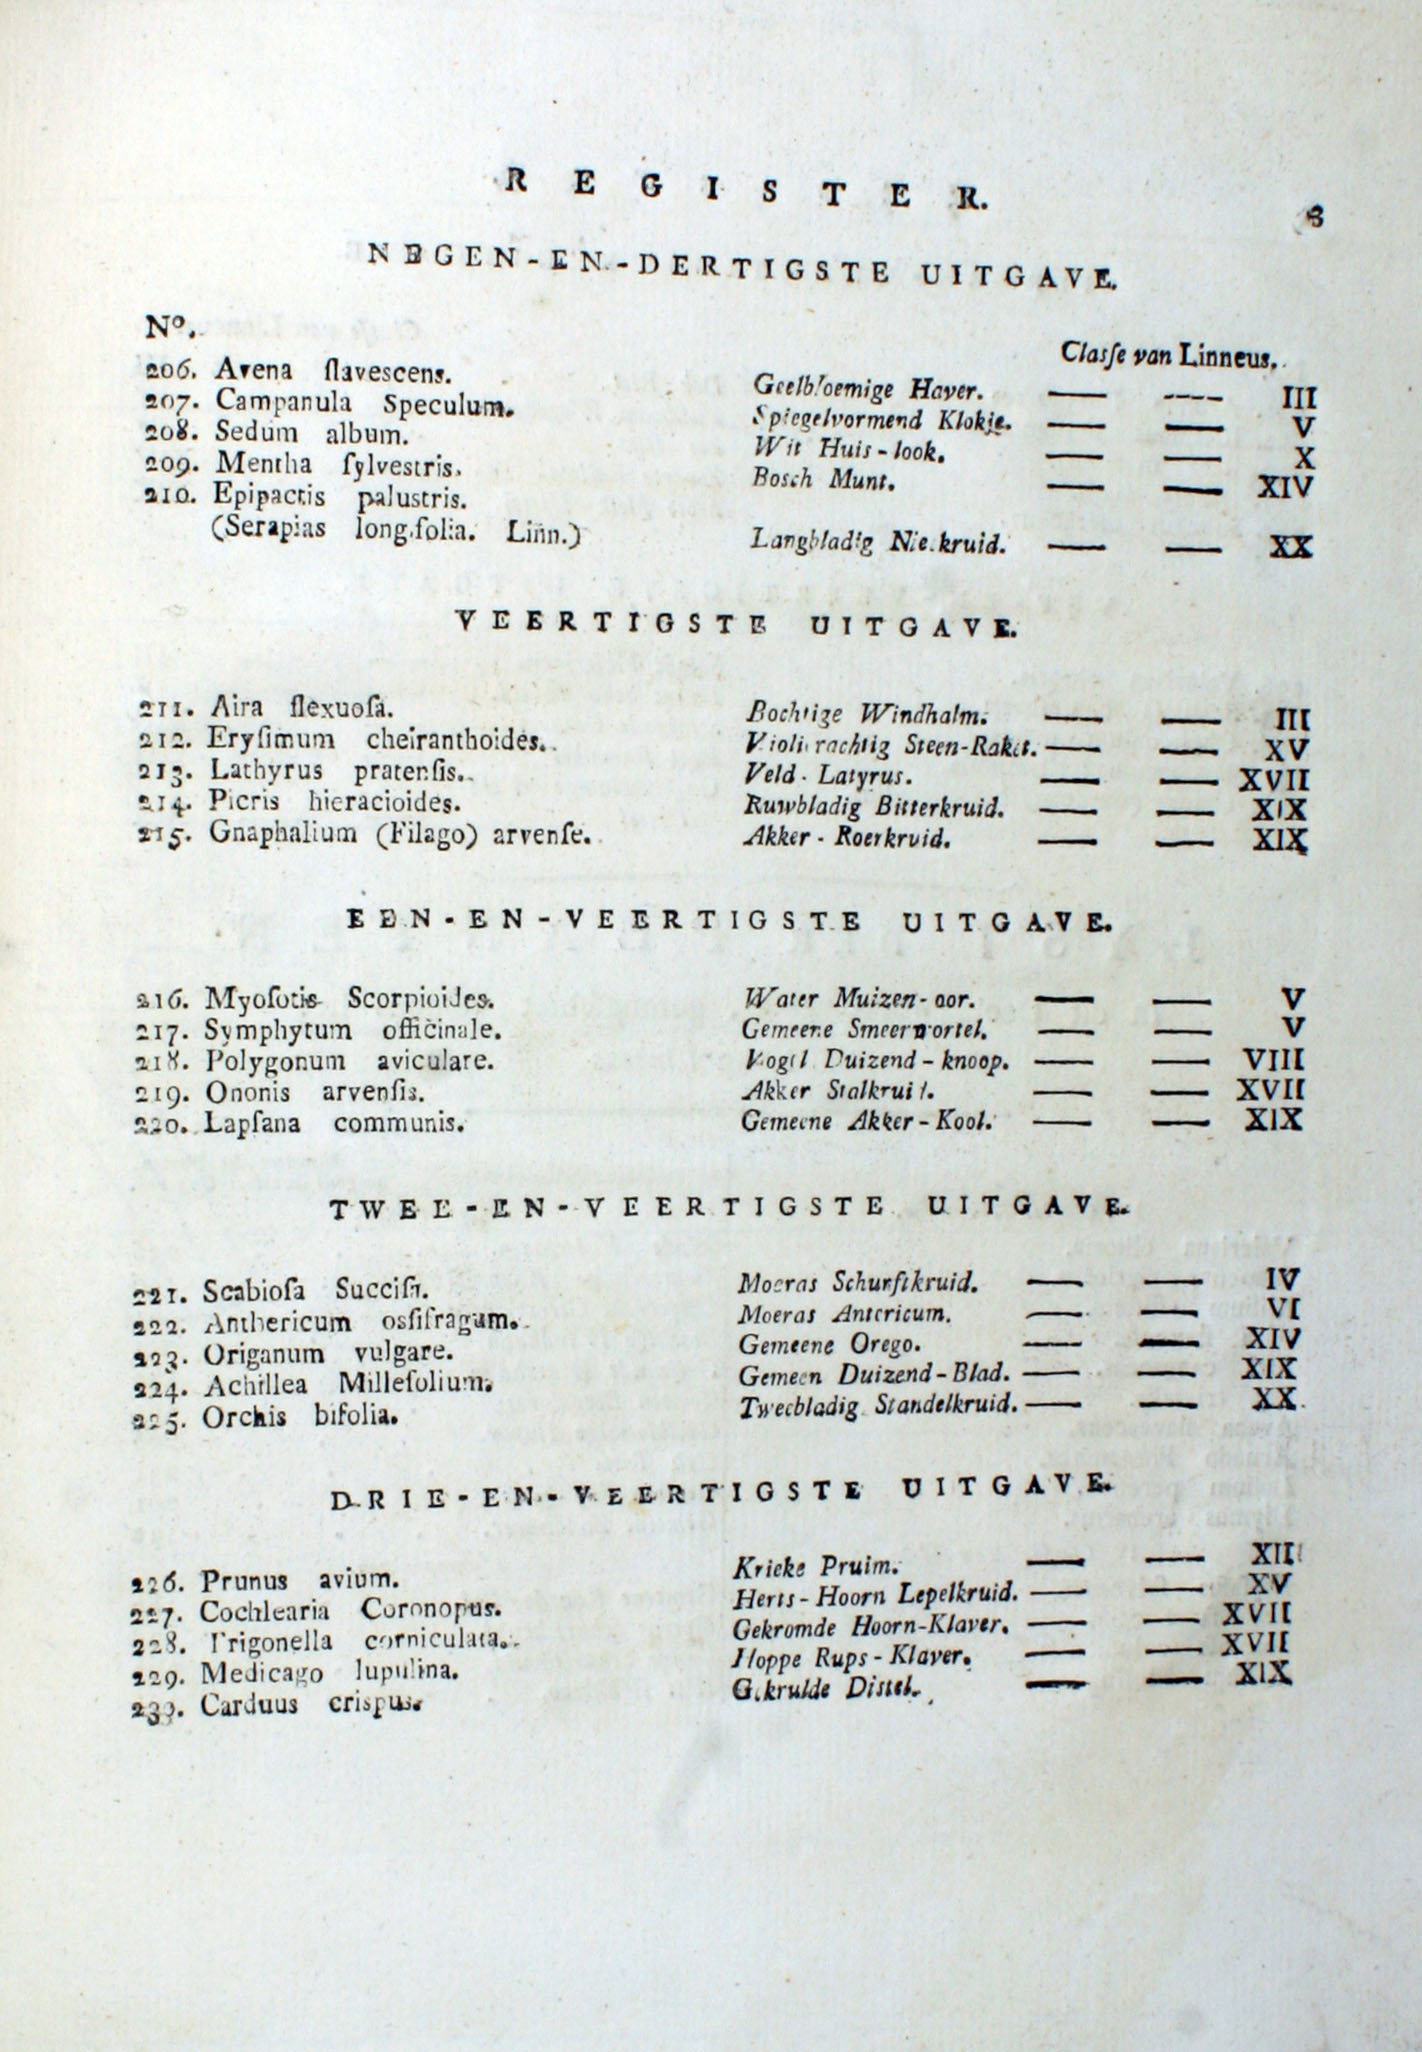 REGISTER.
3
NEGEN-EN-DERTIGSTE UITGAVE.
Nº.
Clasſe van Linneus.
206. Avena flavescens. Geelbloemige Haver. — — III
207. Campanula Speculum. Spiegelvormend Klokje. — — V
208. Sedum album. Wit Huis-look. — — X
209. Mentha ſylvestris. Bosch Munt. — — XIV
210. Epipactis palustris.
(Serapias longifolia. Linn.) Langbladig Nieskruid. — — XX
VEERTIGSTE UITGAVE.
211. Aira flexuoſa. Bochtige Windhalm. — — III
212. Eryſimum cheiranthoides. Violierachtig Steen-Raket. — — XV
213. Lathyrus pratenſis. Veld-Latyrus. — — XVII
214. Picris hieracioides. Ruwbladig Bitterkruid. — — XIX
215. Gnaphalium (Filago) arvenſe. Akker-Roerkruid. — — XIX
EEN-EN-VEERTIGSTE UITGAVE.
216. Myoſotis Scorpioides. Water Muizen-oor. — — V
217. Symphytum officinale. Gemeene Smeerwortel. — — V
218. Polygonum aviculare. Vogel Duizend-knoop. — — VIII
219. Ononis arvenſis. Akker Stalkruit. — — XVII
220. Lapſana communis. Gemeene Akker-Kool. — — XIX
TWEE-EN-VEERTIGSTE UITGAVE.
221. Scabioſa Succiſa. Moeras Schurftkruid. — — IV
222. Anthericum osſifragum. Moeras Antericum. — — VI
223. Origanum vulgare. Gemeene Orego. — — XIV
224. Achillea Millefolium. Gemeen Duizend-Blad. — — XIX
225. Orchis bifolia. Tweebladig Standelkruid. — — XX
DRIE-EN-VEERTIGSTE UITGAVE.
226. Prunus avium. Krieke Pruim. — — XII
227. Cochlearia Coronopus. Herts-Hoorn Lepelkruid. — — XV
228. Trigonella corniculata. Gekromde Hoorn-Klaver. — — XVII
229. Medicago lupulina. Hoppe Rups-Klaver. — — XVII
230. Carduus crispus. Gekrulde Distel. — — XIX